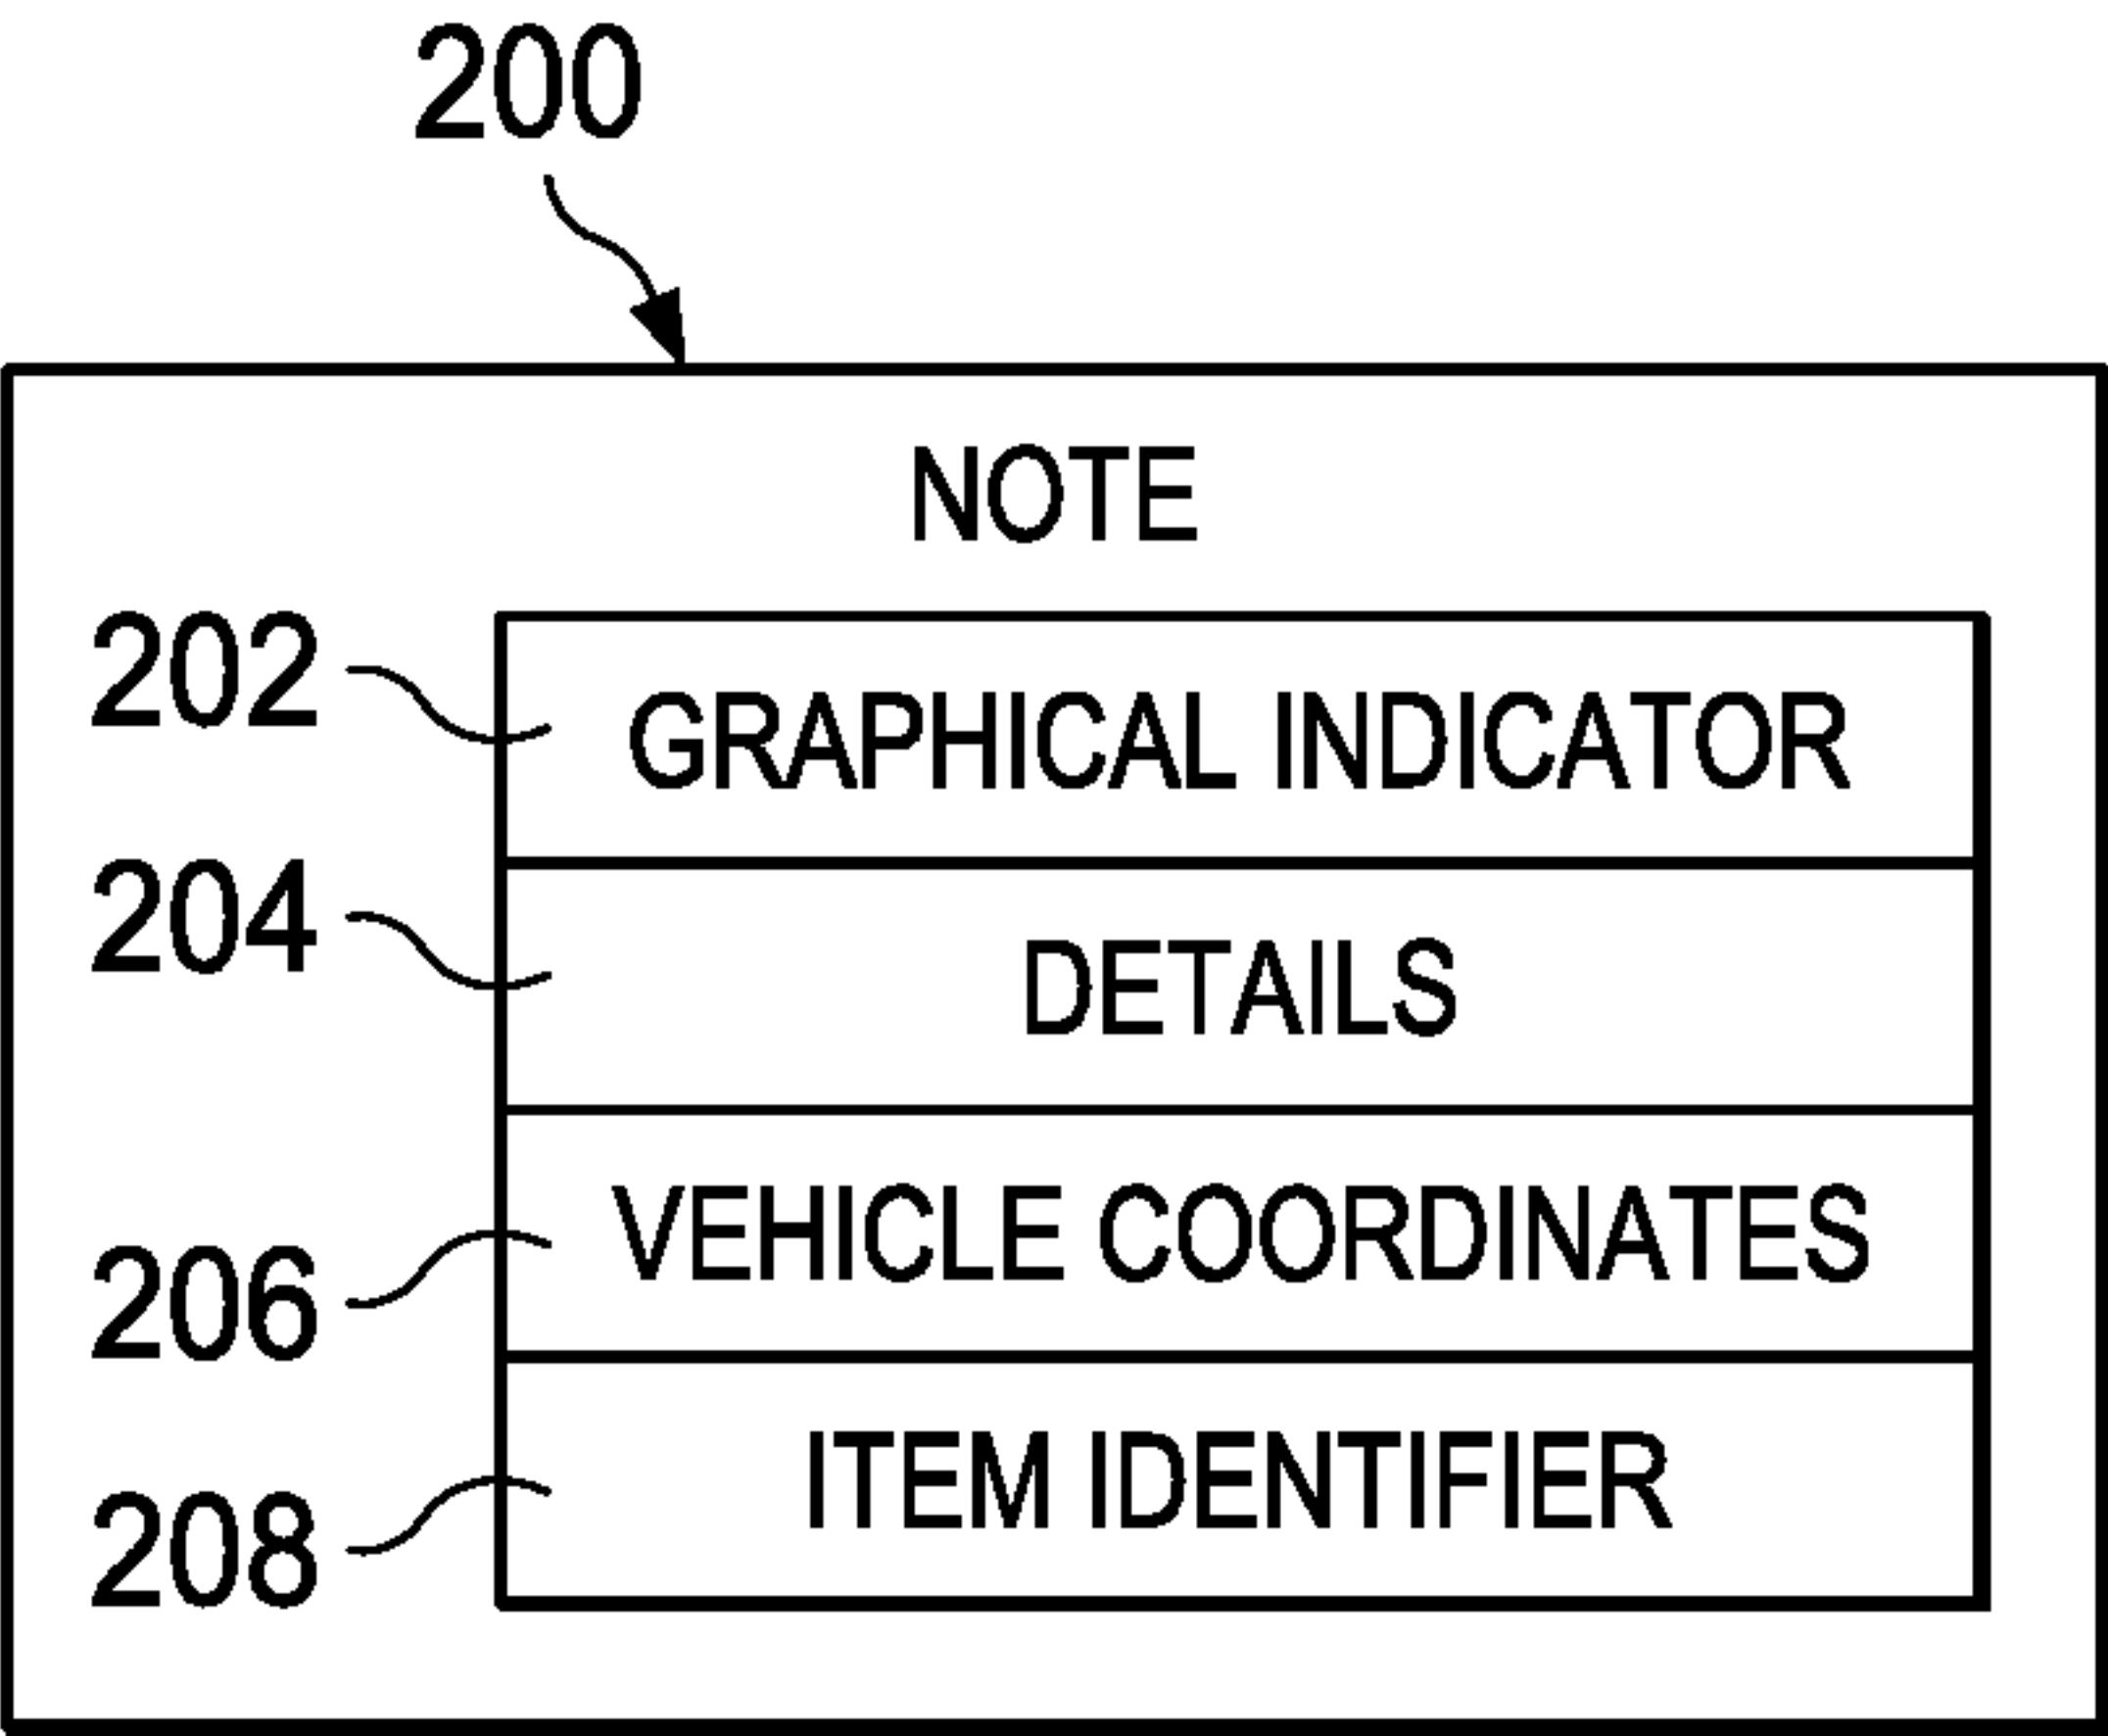 200
NOTE
202 GRAPHICAL INDICATOR
204 DETAILS
206 VEHICLE COORDINATES
208 ITEM IDENTIFIER